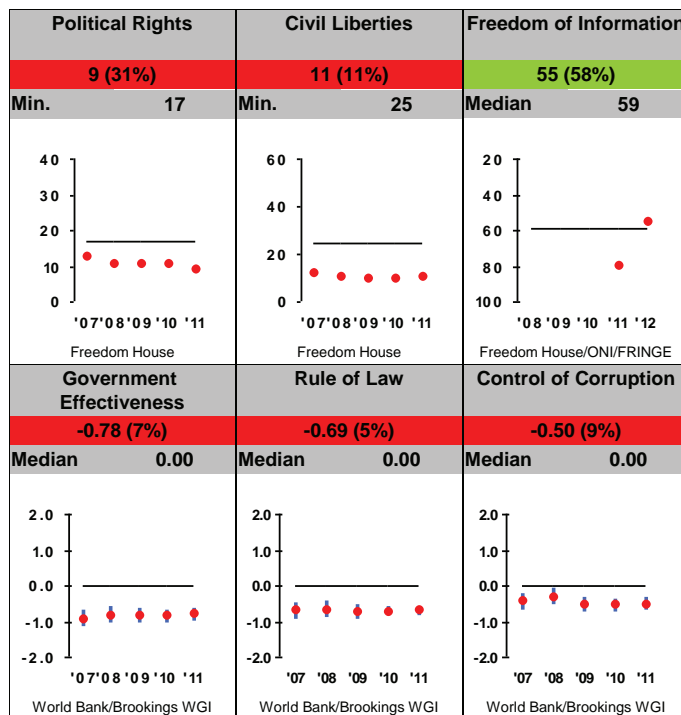 Political Rights
9 (31%)
Min. 17
40
30
20
10
0
'07 '08 '09 '10 '11
Freedom House
Civil Liberties
11 (11%)
Min. 25
60
40
20
0
'07 '08 '09 '10 '11
Freedom House
Freedom of Information
55 (58%)
Median 59
20
40
60
80
100
'08 '09 '10 '11 '12
Freedom House/ONI/FRINGE
Government
Effectiveness
-0.78 (7%)
Median 0.00
2.0
1.0
0.0
-1.0
-2.0
'07 '08 '09 '10 '11
World Bank/Brookings WGI
Rule of Law
-0.69 (5%)
Median 0.00
2.0
1.0
0.0
-1.0
-2.0
'07 '08 '09 '10 '11
World Bank/Brookings WGI
Control of Corruption
-0.50 (9%)
Median 0.00
2.0
1.0
0.0
-1.0
-2.0
'07 '08 '09 '10 '11
World Bank/Brookings WGI